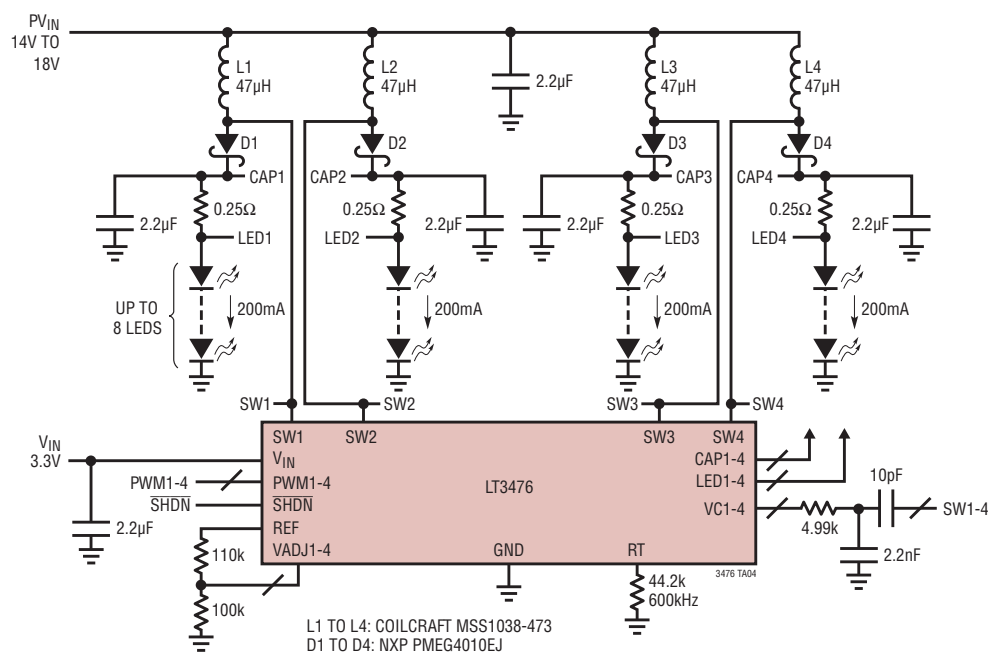 PVIN
14V TO
18V
L1
47µH
L2
47µH
2.2µF
L3
47µH
L4
47µH
D1
D2
D3
D4
CAP1
CAP2
CAP3
CAP4
2.2µF
0.25Ω
0.25Ω
2.2µF
2.2µF
0.25Ω
0.25Ω
2.2µF
LED1
LED2
LED3
LED4
UP TO
8 LEDS
200mA
200mA
200mA
200mA
SW1
SW2
SW3
SW4
SW1
SW2
SW3
SW4
VIN
3.3V
VIN
CAP1-4
PWM1-4
PWM1-4
LT3476
LED1-4
10pF
SHDN
SHDN
VC1-4
SW1-4
4.99k
2.2µF
REF
110k
VADJ1-4
GND
RT
2.2nF
3476 TA04
100k
44.2k
600kHz
L1 TO L4: COILCRAFT MSS1038-473
D1 TO D4: NXP PMEG4010EJ